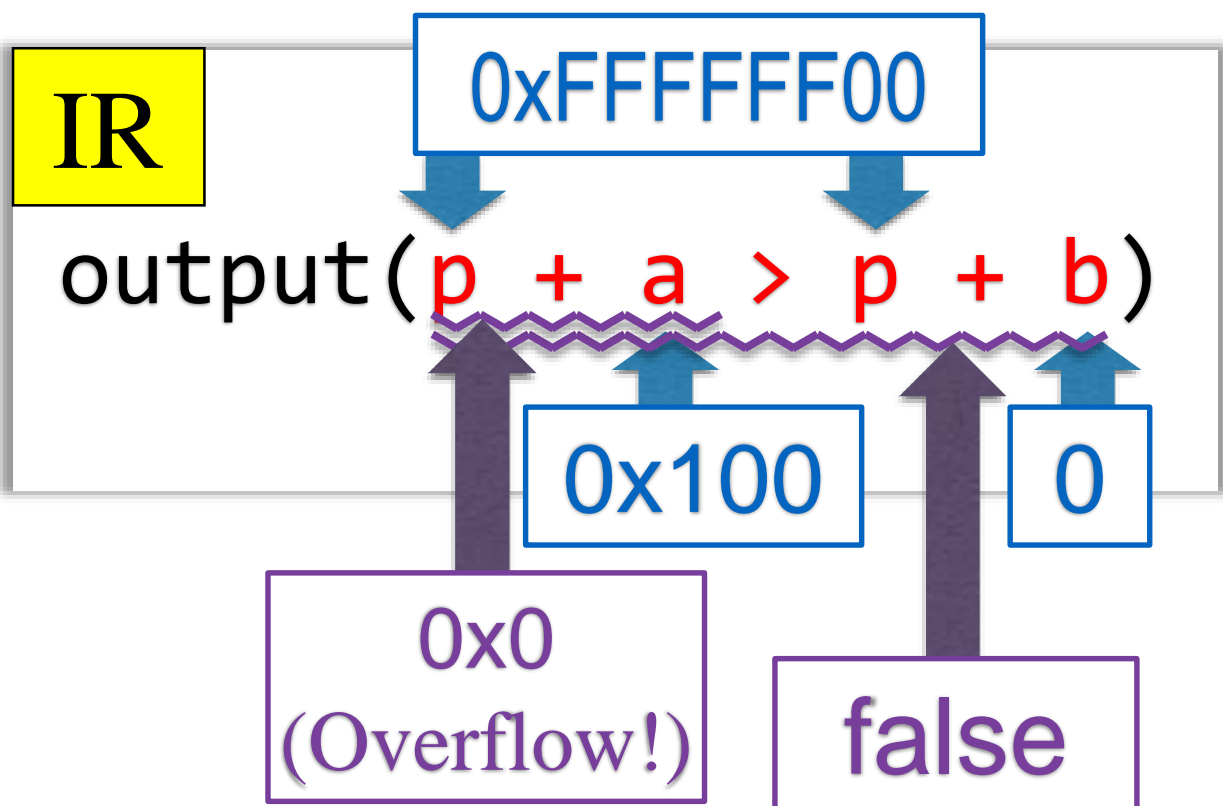 0xFFFFFF00
IR
output(p + a > p + b)
0x100
0
0x0
(Overflow!)
false